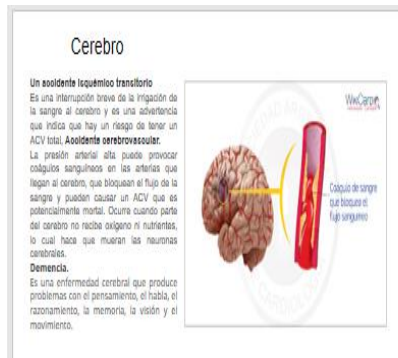 Cerebro
Un accidente isquémico transitorio
Es una interrupción breve de la irrigación de
la sangre al cerebro y es una advertencia
que indica que hay un riesgo de tener un
ACV total. Accidente cerebrovascular.
La presión arterial alta puede provocar
coágulos sanguíneos en las arterias que
llegan al cerebro, que bloquean el flujo de la
sangre y pueden causar un ACV que es
potencialmente mortal. Ocurre cuando parte
del cerebro no recibe oxígeno ni nutrientes,
lo cual hace que mueran las neuronas
cerebrales.
Demencia.
Es una enfermedad cerebral que produce
problemas con el pensamiento, el habla, el
razonamiento, la memoria, la visión y el
movimiento.
WikiCardio
Coágulo de sangre
que bloquea el
flujo sanguíneo